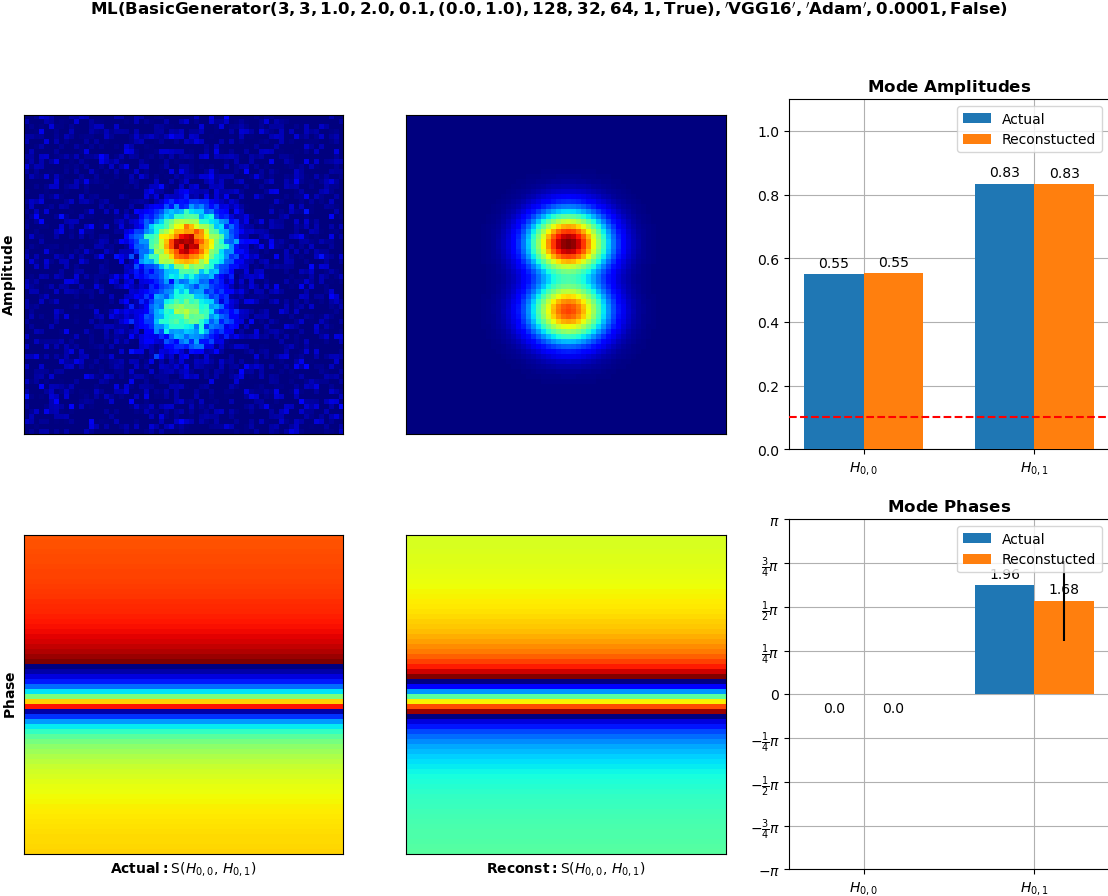 ML(BasicGenerator(3, 3, 1.0, 2.0, 0.1, (0.0, 1.0), 128, 32, 64, 1, True), ′VGG16′, ′Adam′, 0.0001, False)
Amplitude
Mode Amplitudes
Actual
Reconstucted
1.0
0.8
0.6
0.4
0.2
0.0
0.55
0.55
0.83
0.83
H0,0
H0,1
Phase
Actual: S(H0,0, H0,1)
Reconst: S(H0,0, H0,1)
Mode Phases
Actual
Reconstucted
π
3/4π
1/2π
1/4π
0
−1/4π
−1/2π
−3/4π
−π
0.0
0.0
1.96
1.68
H0,0
H0,1